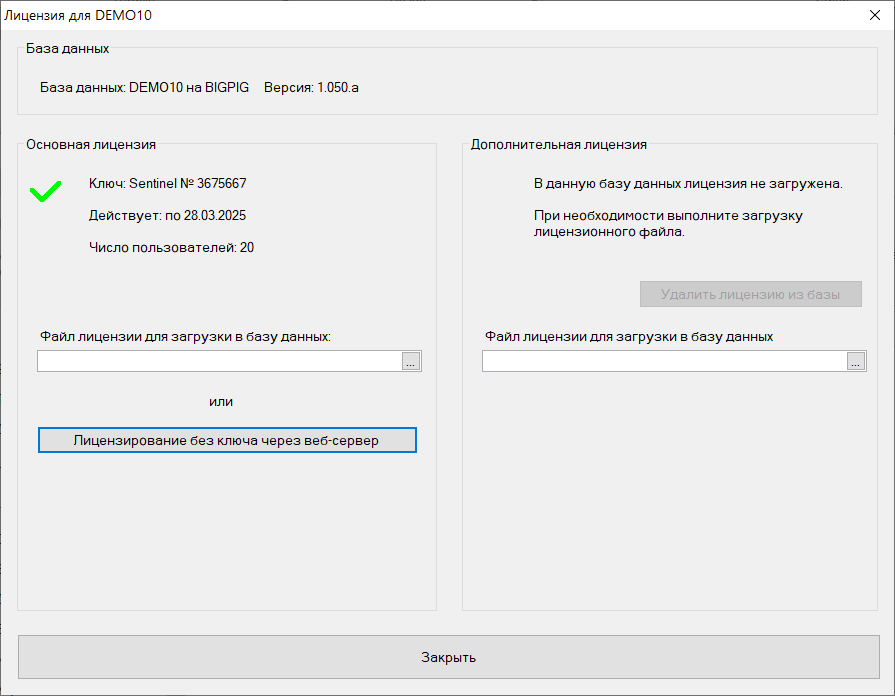 Лицензия для DEMO10
База данных
База данных: DEMO10 на BIGPIG Версия: 1.050.a
Основная лицензия
Ключ: Sentinel № 3675667
Действует: по 28.03.2025
Число пользователей: 20
Файл лицензии для загрузки в базу данных:
...
или
Лицензирование без ключа через веб-сервер
Дополнительная лицензия
В данную базу данных лицензия не загружена.
При необходимости выполните загрузку
лицензионного файла.
Удалить лицензию из базы
Файл лицензии для загрузки в базу данных
...
Закрыть